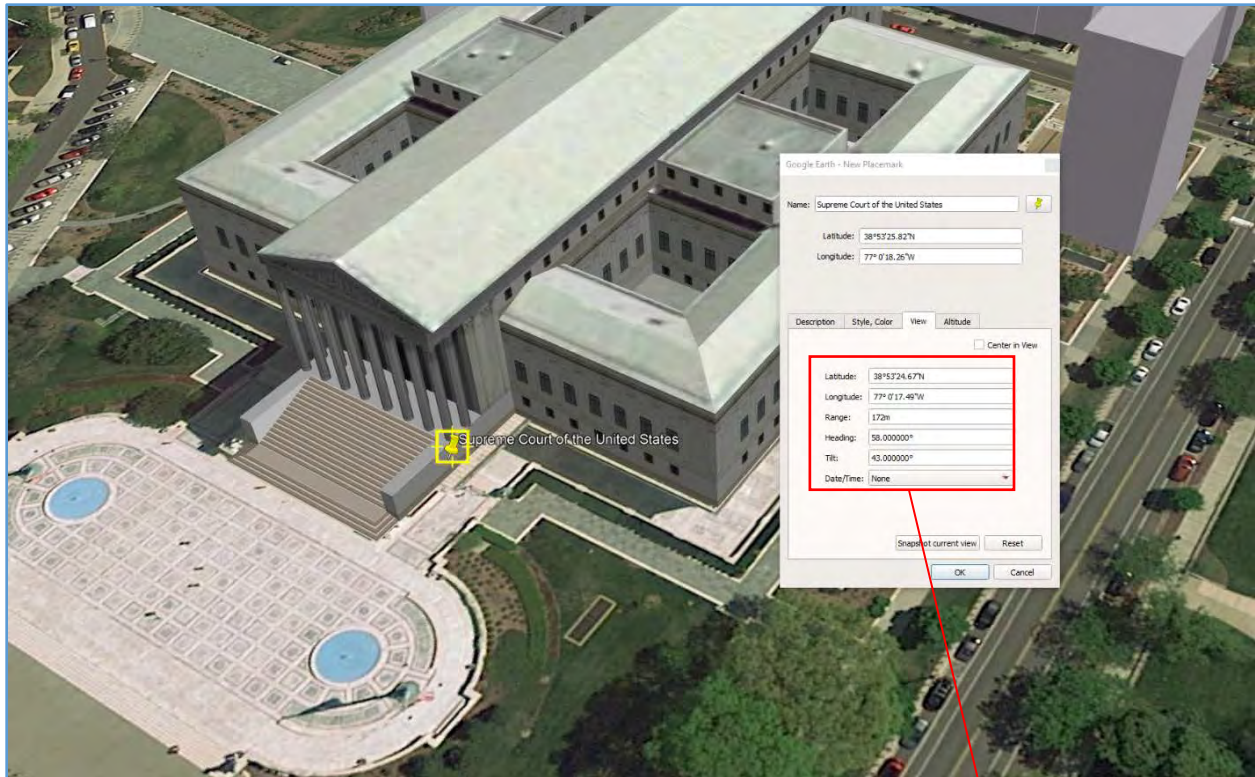 Google Earth - New Placemark
Name: Supreme Court of the United States
Latitude: 38°53'25.82"N
Longitude: 77° 0'18.26"W
Description Style, Color View Altitude
Center in View
Latitude: 38°53'24.67"N
Longitude: 77° 0'17.49"W
Range: 172m
Heading: 58.000000°
Tilt: 43.000000°
Date/Time: None
Snapshot current view Reset
OK Cancel
Supreme Court of the United States